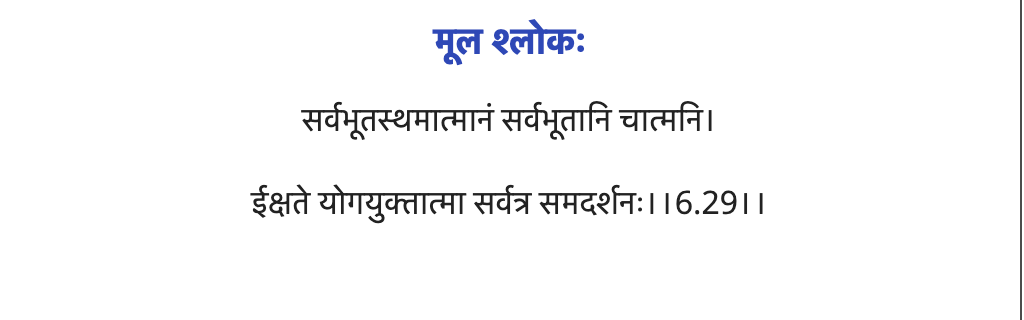 मूल श्लोकः
सर्वभूतस्थमात्मानं सर्वभूतानि चात्मनि।
ईक्षते योगयुक्तात्मा सर्वत्र समदर्शनः।।6.29।।